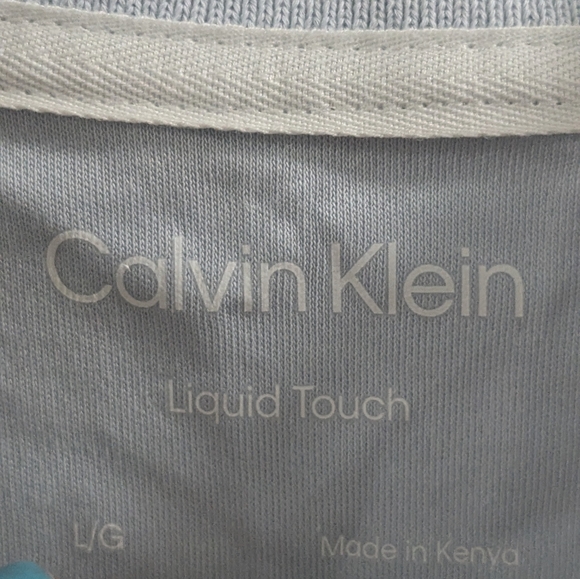 Calvin Klein
Liquid Touch
L/G
Made in Kenya